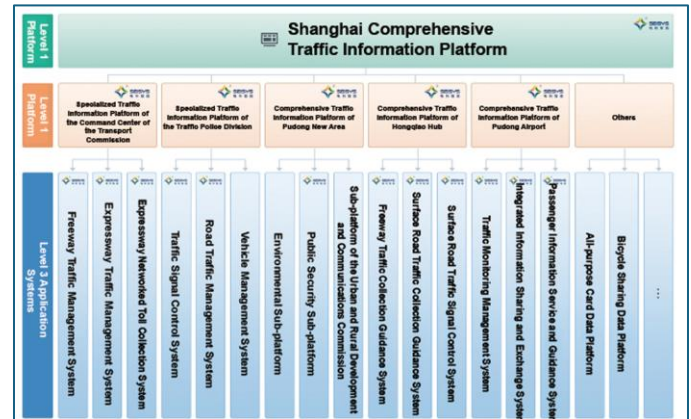 Level 1
Platform
Shanghai Comprehensive
Traffic Information Platform
SEISYS
Level 1
Platform
Specialized Traffic
Information Platform of
the Command Center of
the Transport
Commission
Specialized Traffic
Information Platform of
the Traffic Police Division
Comprehensive Traffic
Information Platform of
Pudong New Area
Comprehensive Traffic
Information Platform of
Hongqiao Hub
Comprehensive Traffic
Information Platform of
Pudong Airport
Others
Level 3 Application
Systems
Freeway Traffic Management System
Expressway Traffic Management System
Expressway Networked Toll Collection System
Traffic Signal Control System
Road Traffic Management System
Vehicle Management System
Environmental Sub-platform
Public Security Sub-platform
Sub-platform of the Urban and Rural Development
and Communications Commission
Freeway Traffic Collection Guidance System
Surface Road Traffic Collection Guidance System
Surface Road Traffic Signal Control System
Traffic Monitoring Management System
Integrated Information Sharing and Exchange System
Passenger Information Service and Guidance System
All-purpose Card Data Platform
Bicycle Sharing Data Platform
...